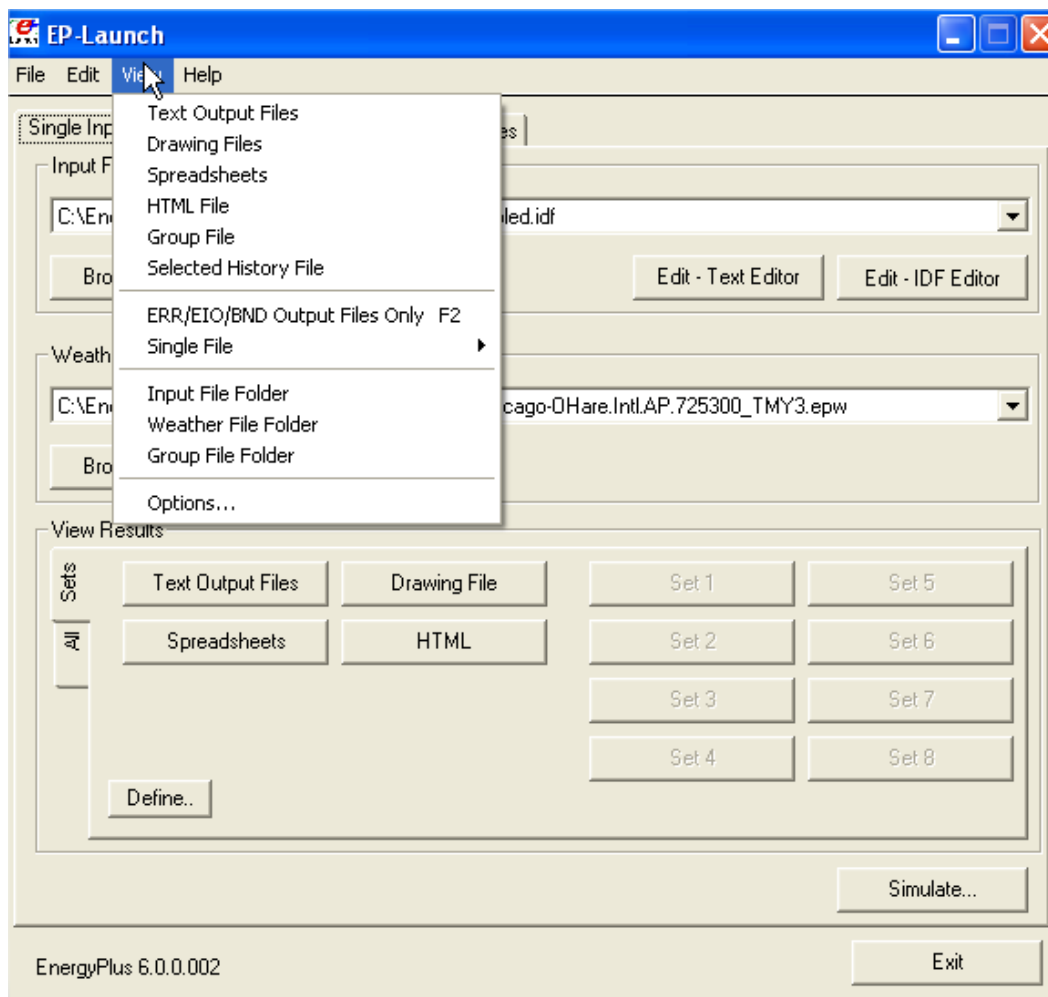 EP-Launch
File Edit View Help
Text Output Files
Single Inp es
Drawing Files
Input F
Spreadsheets
HTML File
C:\En led.idf
Group File
Selected History File
Bro Edit - Text Editor Edit - IDF Editor
ERR/EIO/BND Output Files Only F2
Single File
Weath
Input File Folder
C:\En cago-OHare.Intl.AP.725300_TMY3.epw
Weather File Folder
Group File Folder
Bro
Options...
View Results
Sets
Text Output Files Drawing File Set 1 Set 5
All
Spreadsheets HTML Set 2 Set 6
Set 3 Set 7
Set 4 Set 8
Define..
Simulate...
EnergyPlus 6.0.0.002 Exit